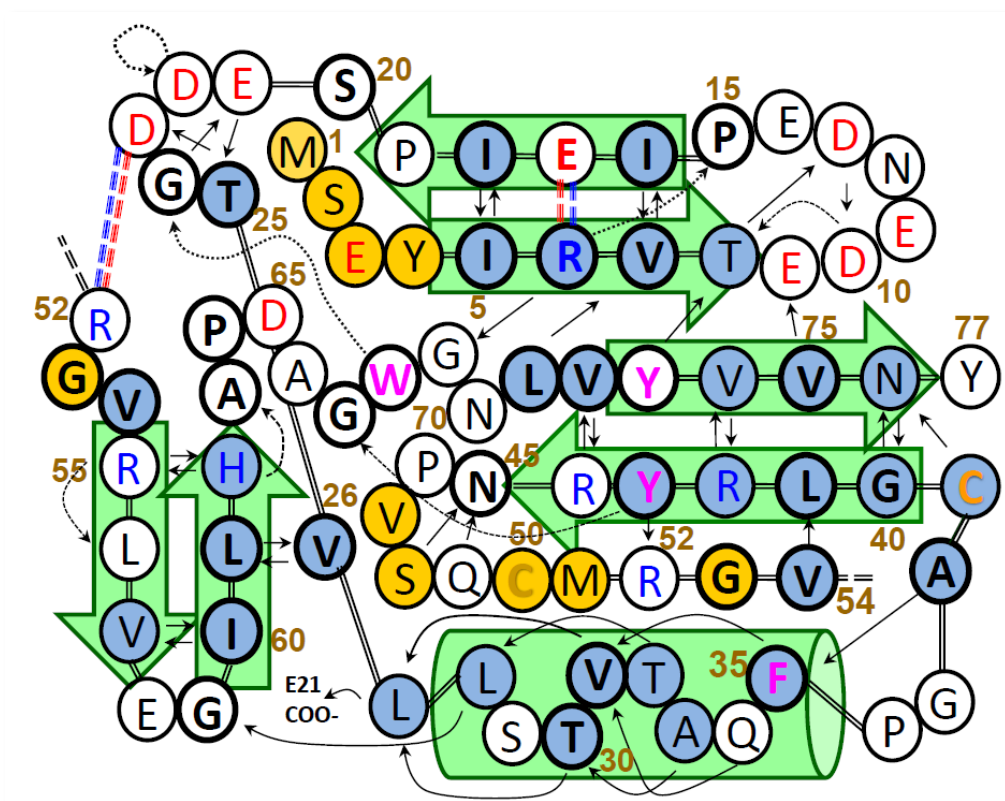 D E S 20
D M 1 P I E I P 15 E D N
G T 25 S E Y I R V T E D E 10
5
52 R 65 P D G 75 77
G V A A G W G L V Y V V N Y
70 N
55 R H P N 45 R Y R L G C
26 V 50 52 40
L L V S Q C M R G V 54 A
V I 60
E G E21 L L V T 35 F P G
COO-
S T 30 A Q